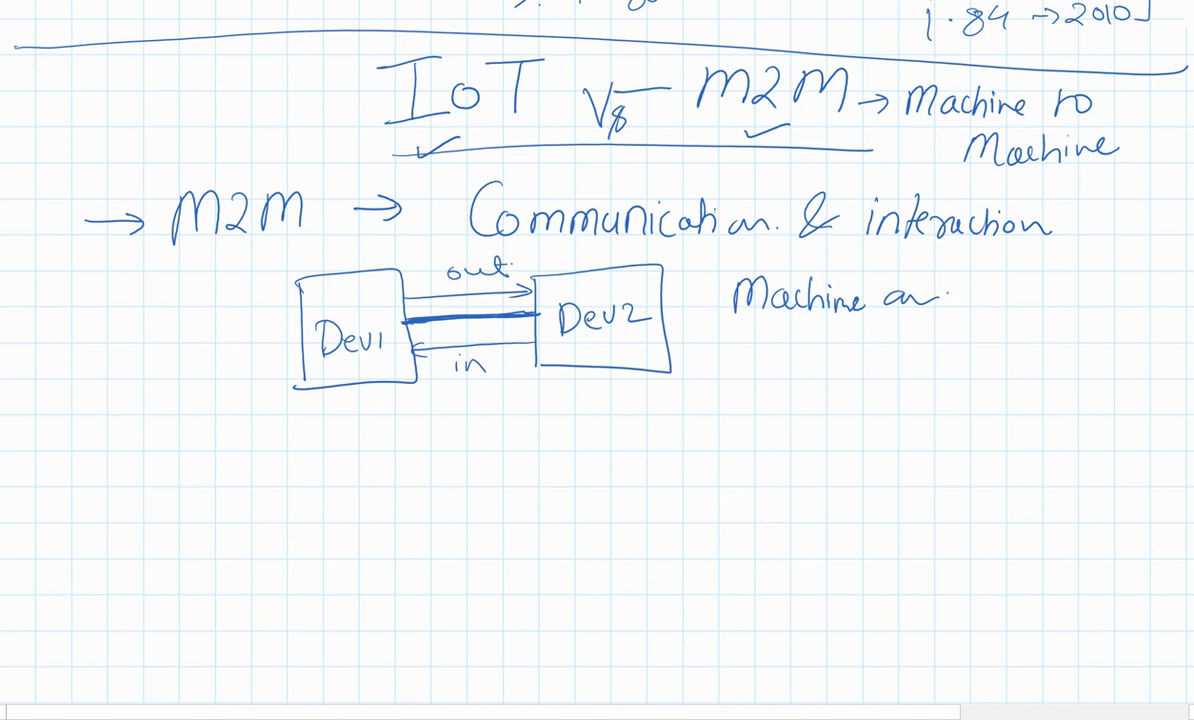 1.84 → 2010
IoT Vs M2M → Machine to
Machine
→ M2M → Communication & interaction
out
Machine an
Dev1
Dev2
in